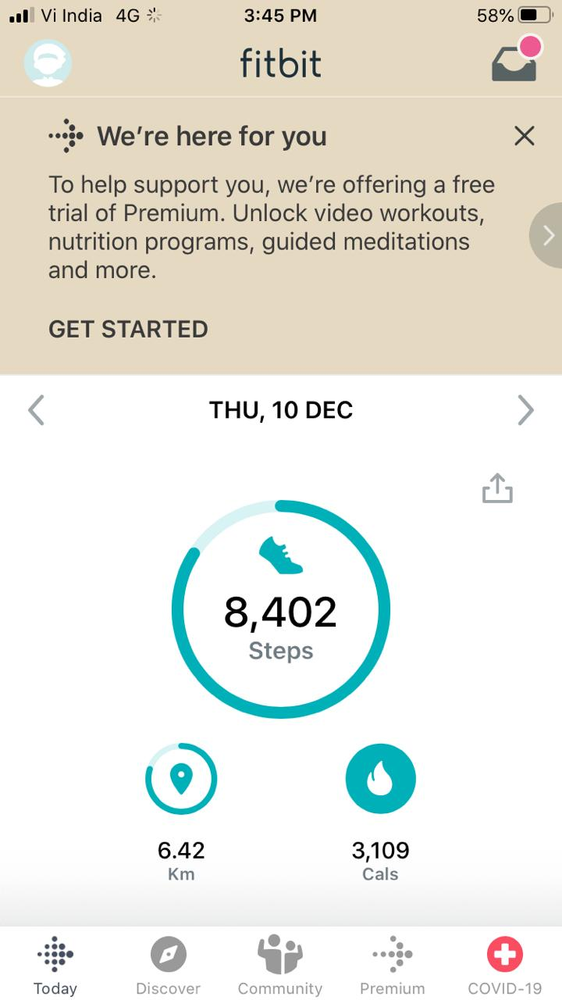 Vi India 4G 3:45 PM 58%
fitbit
We’re here for you
To help support you, we’re offering a free
trial of Premium. Unlock video workouts,
nutrition programs, guided meditations
and more.
GET STARTED
THU, 10 DEC
8,402
Steps
6.42 3,109
Km Cals
Today Discover Community Premium COVID-19